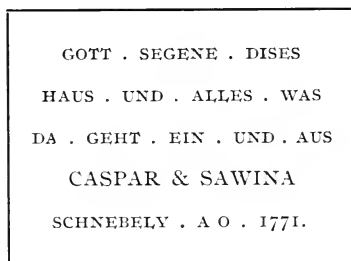 GOTT . SEGENE . DISES
HAUS . UND . ALLES . WAS
DA . GEHT . EIN . UND . AUS
CASPAR & SAWINA
SCHNEBELY . A O . 1771.